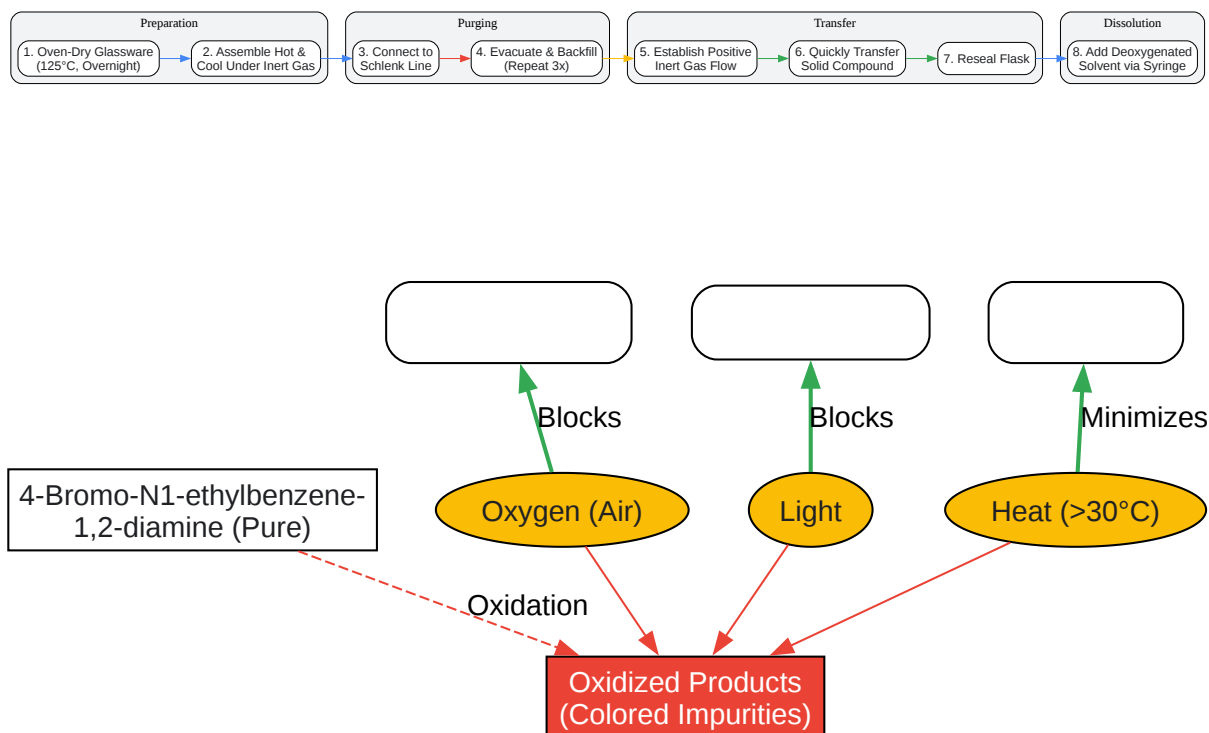 Preparation
1. Oven-Dry Glassware
(125°C, Overnight)
2. Assemble Hot &
Cool Under Inert Gas
Purging
3. Connect to
Schlenk Line
4. Evacuate & Backfill
(Repeat 3x)
Transfer
5. Establish Positive
Inert Gas Flow
6. Quickly Transfer
Solid Compound
7. Reseal Flask
Dissolution
8. Add Deoxygenated
Solvent via Syringe
Blocks
Blocks
Minimizes
4-Bromo-N1-ethylbenzene-
1,2-diamine (Pure)
Oxygen (Air)
Light
Heat (>30°C)
Oxidation
Oxidized Products
(Colored Impurities)